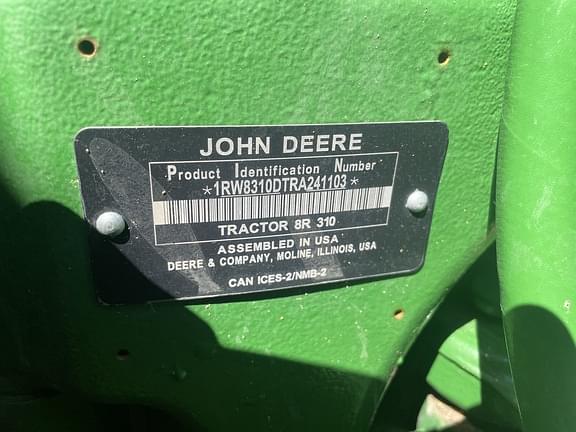 JOHN DEERE
Product Identification Number
*1RW8310DTRA241103*
TRACTOR 8R 310
ASSEMBLED IN USA
DEERE & COMPANY, MOLINE, ILLINOIS, USA
CAN ICES-2/NMB-2